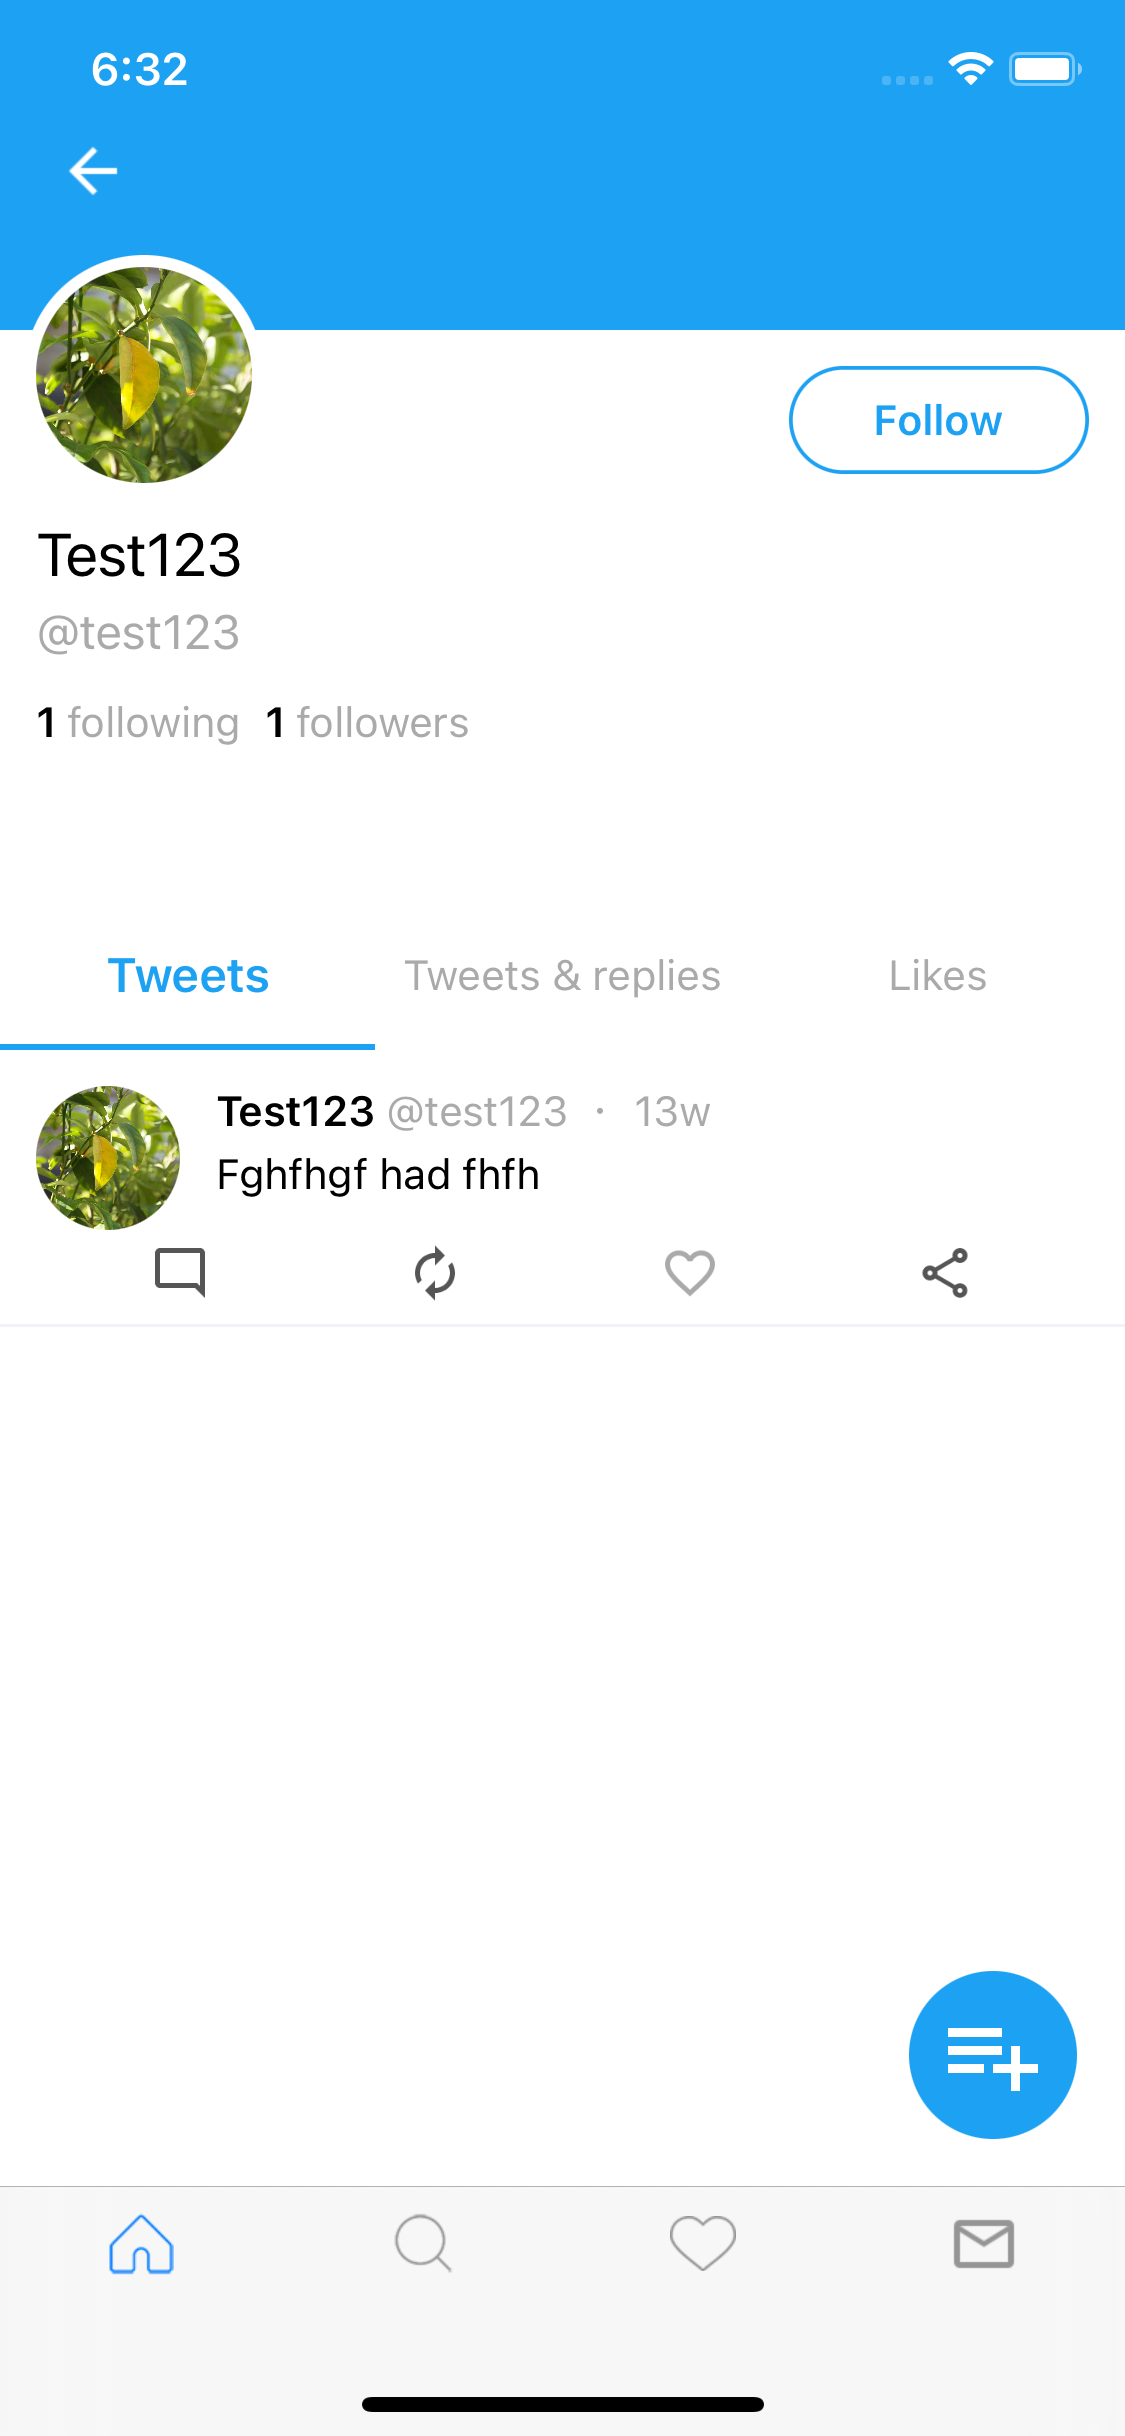 6:32
Follow
Test123
@test123
1 following 1 followers
Tweets Tweets & replies Likes
Test123 @test123 · 13w
Fghfhgf had fhfh